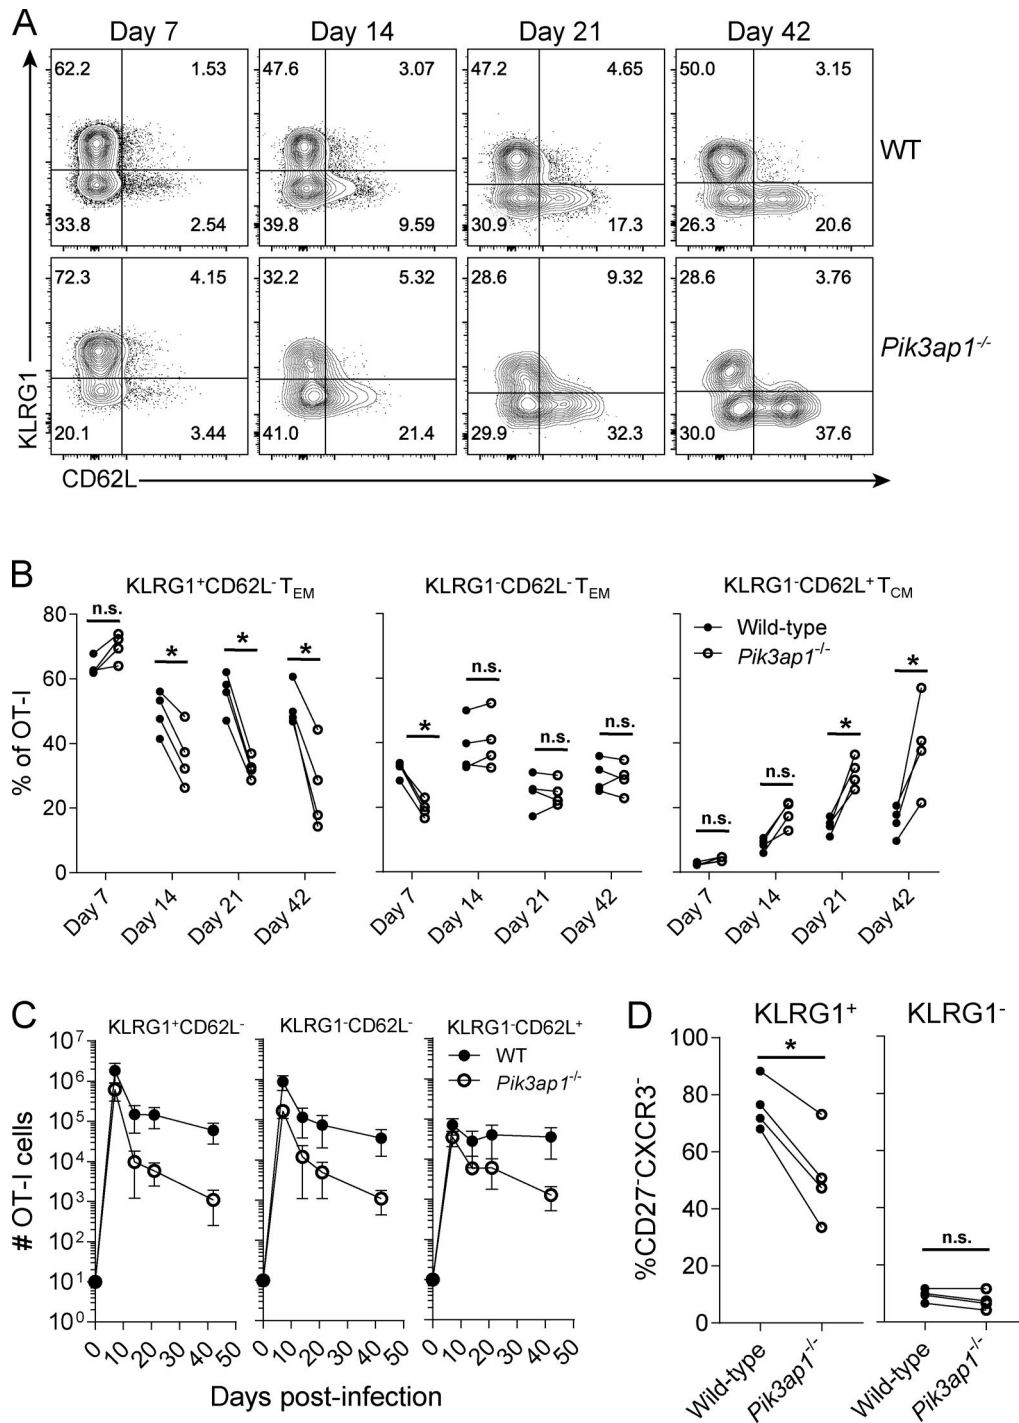 A
Day 7 Day 14 Day 21 Day 42
62.2 1.53 47.6 3.07 47.2 4.65 50.0 3.15
WT
33.8 2.54 39.8 9.59 30.9 17.3 26.3 20.6
72.3 4.15 32.2 5.32 28.6 9.32 28.6 3.76
Pik3ap1-/-
20.1 3.44 41.0 21.4 29.9 32.3 30.0 37.6
KLRG1
CD62L
B
KLRG1+CD62L- TEM KLRG1-CD62L- TEM KLRG1-CD62L+ TCM
Wild-type
Pik3ap1-/-
n.s. * * *
* n.s. n.s. n.s.
n.s. n.s. * *
% of OT-I
80
60
40
20
0
Day 7 Day 14 Day 21 Day 42 Day 7 Day 14 Day 21 Day 42 Day 7 Day 14 Day 21 Day 42
C
KLRG1+CD62L- KLRG1-CD62L- KLRG1-CD62L+
WT
Pik3ap1-/-
# OT-I cells
10^7
10^6
10^5
10^4
10^3
10^2
10^1
10^0
0 10 20 30 40 50 0 10 20 30 40 50 0 10 20 30 40 50
Days post-infection
D
KLRG1+ KLRG1-
* n.s.
%CD27-CXCR3-
100
80
60
40
20
0
Wild-type Pik3ap1-/- Wild-type Pik3ap1-/-